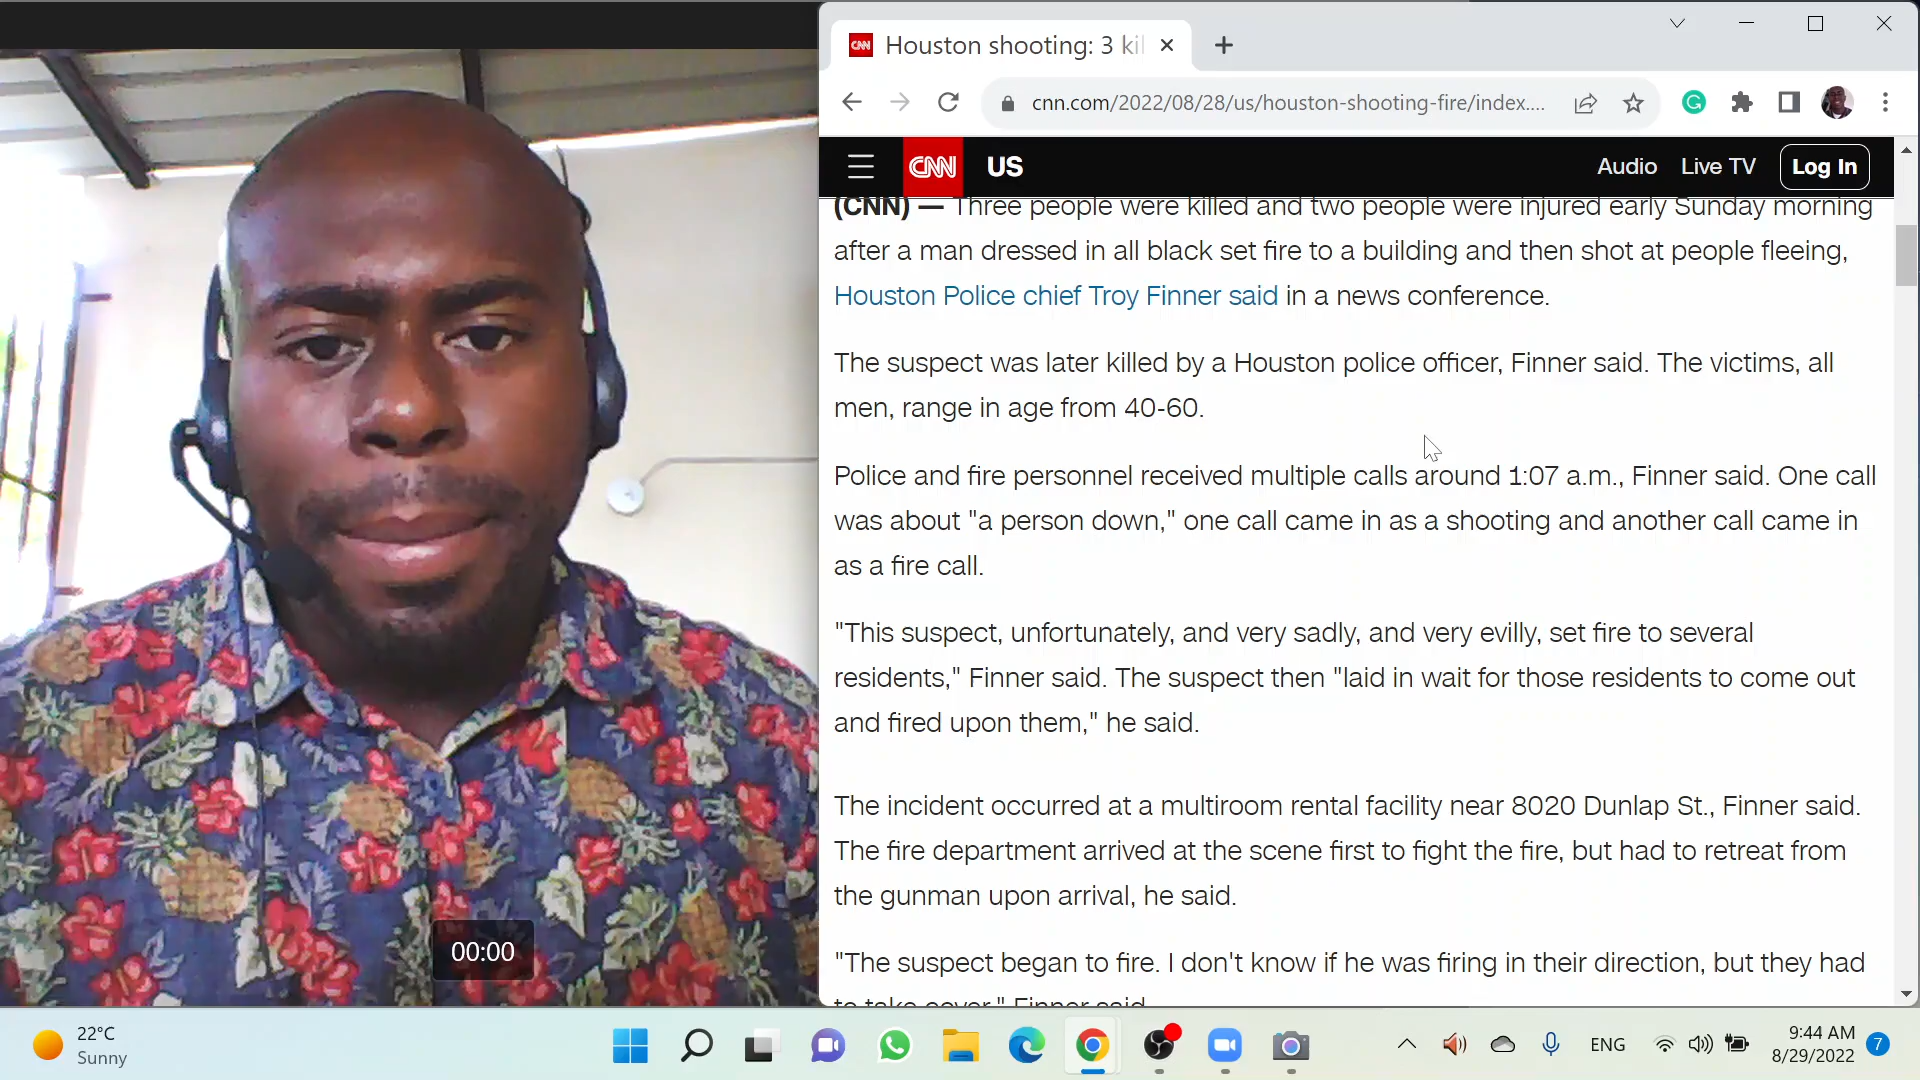 Houston shooting: 3 kil
cnn.com/2022/08/28/us/houston-shooting-fire/index....
CNN US Audio Live TV Log In
(CNN) — Three people were killed and two people were injured early Sunday morning
after a man dressed in all black set fire to a building and then shot at people fleeing,
Houston Police chief Troy Finner said in a news conference.
The suspect was later killed by a Houston police officer, Finner said. The victims, all
men, range in age from 40-60.
Police and fire personnel received multiple calls around 1:07 a.m., Finner said. One call
was about "a person down," one call came in as a shooting and another call came in
as a fire call.
"This suspect, unfortunately, and very sadly, and very evilly, set fire to several
residents," Finner said. The suspect then "laid in wait for those residents to come out
and fired upon them," he said.
The incident occurred at a multiroom rental facility near 8020 Dunlap St., Finner said.
The fire department arrived at the scene first to fight the fire, but had to retreat from
the gunman upon arrival, he said.
"The suspect began to fire. I don't know if he was firing in their direction, but they had
to take cover," Finner said.
00:00
22°C
Sunny
ENG
9:44 AM
8/29/2022
7